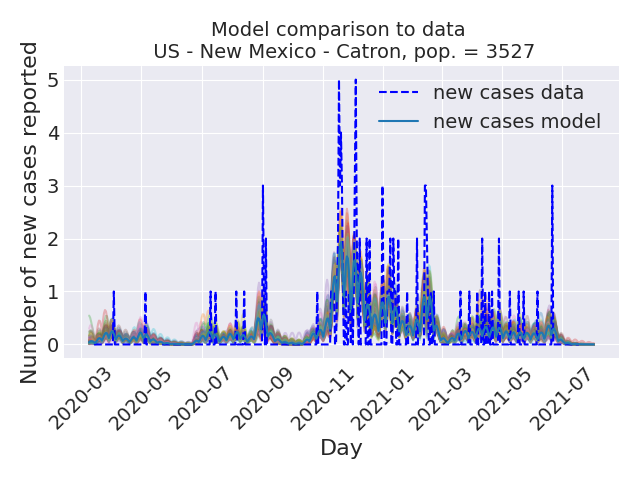 Model comparison to data
US - New Mexico - Catron, pop. = 3527
Number of new cases reported
5
4
3
2
1
0
new cases data
new cases model
2020-03
2020-05
2020-07
2020-09
2020-11
2021-01
2021-03
2021-05
2021-07
Day